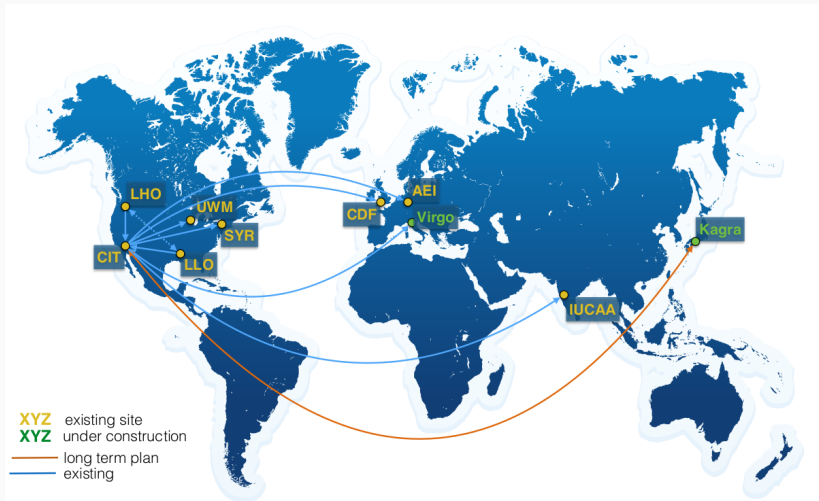 LHO
UWM
SYR
CIT
LLO
AEI
CDF
Virgo
Kagra
IUCAA
XYZ existing site
XYZ under construction
long term plan
existing